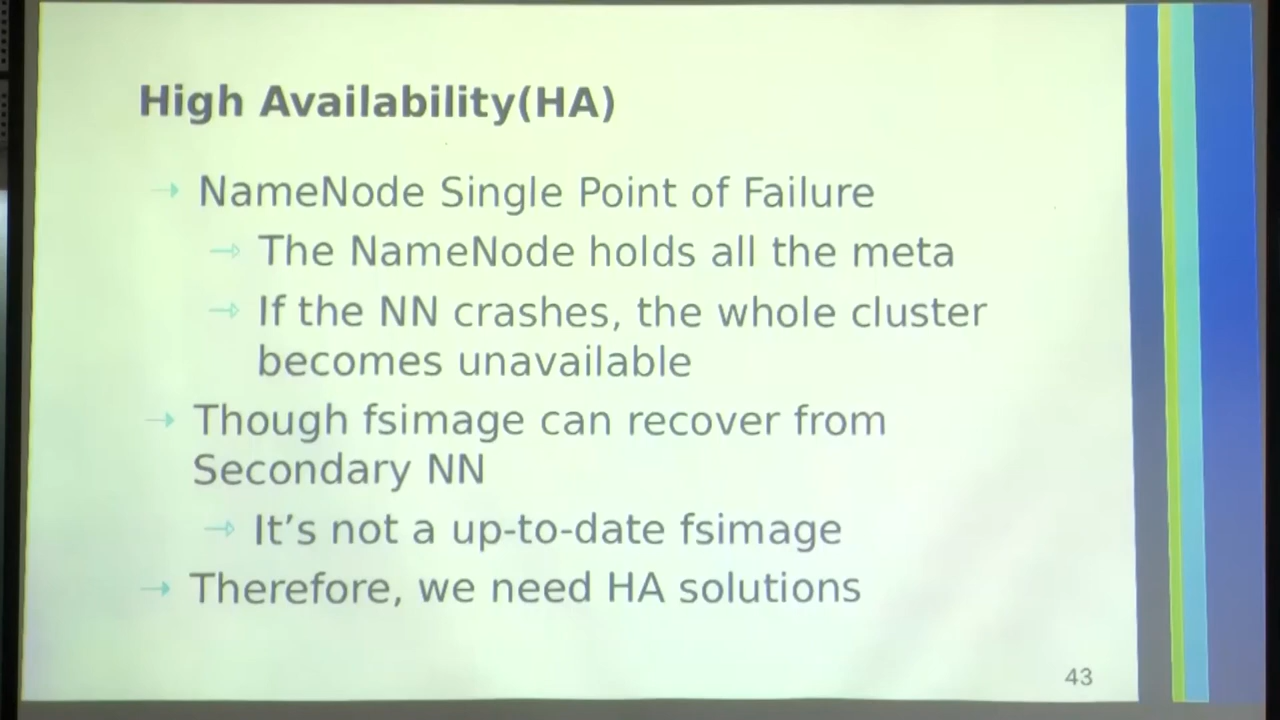 High Availability(HA)
→ NameNode Single Point of Failure
⇾ The NameNode holds all the meta
⇾ If the NN crashes, the whole cluster
becomes unavailable
→ Though fsimage can recover from
Secondary NN
⇾ It’s not a up-to-date fsimage
→ Therefore, we need HA solutions
43